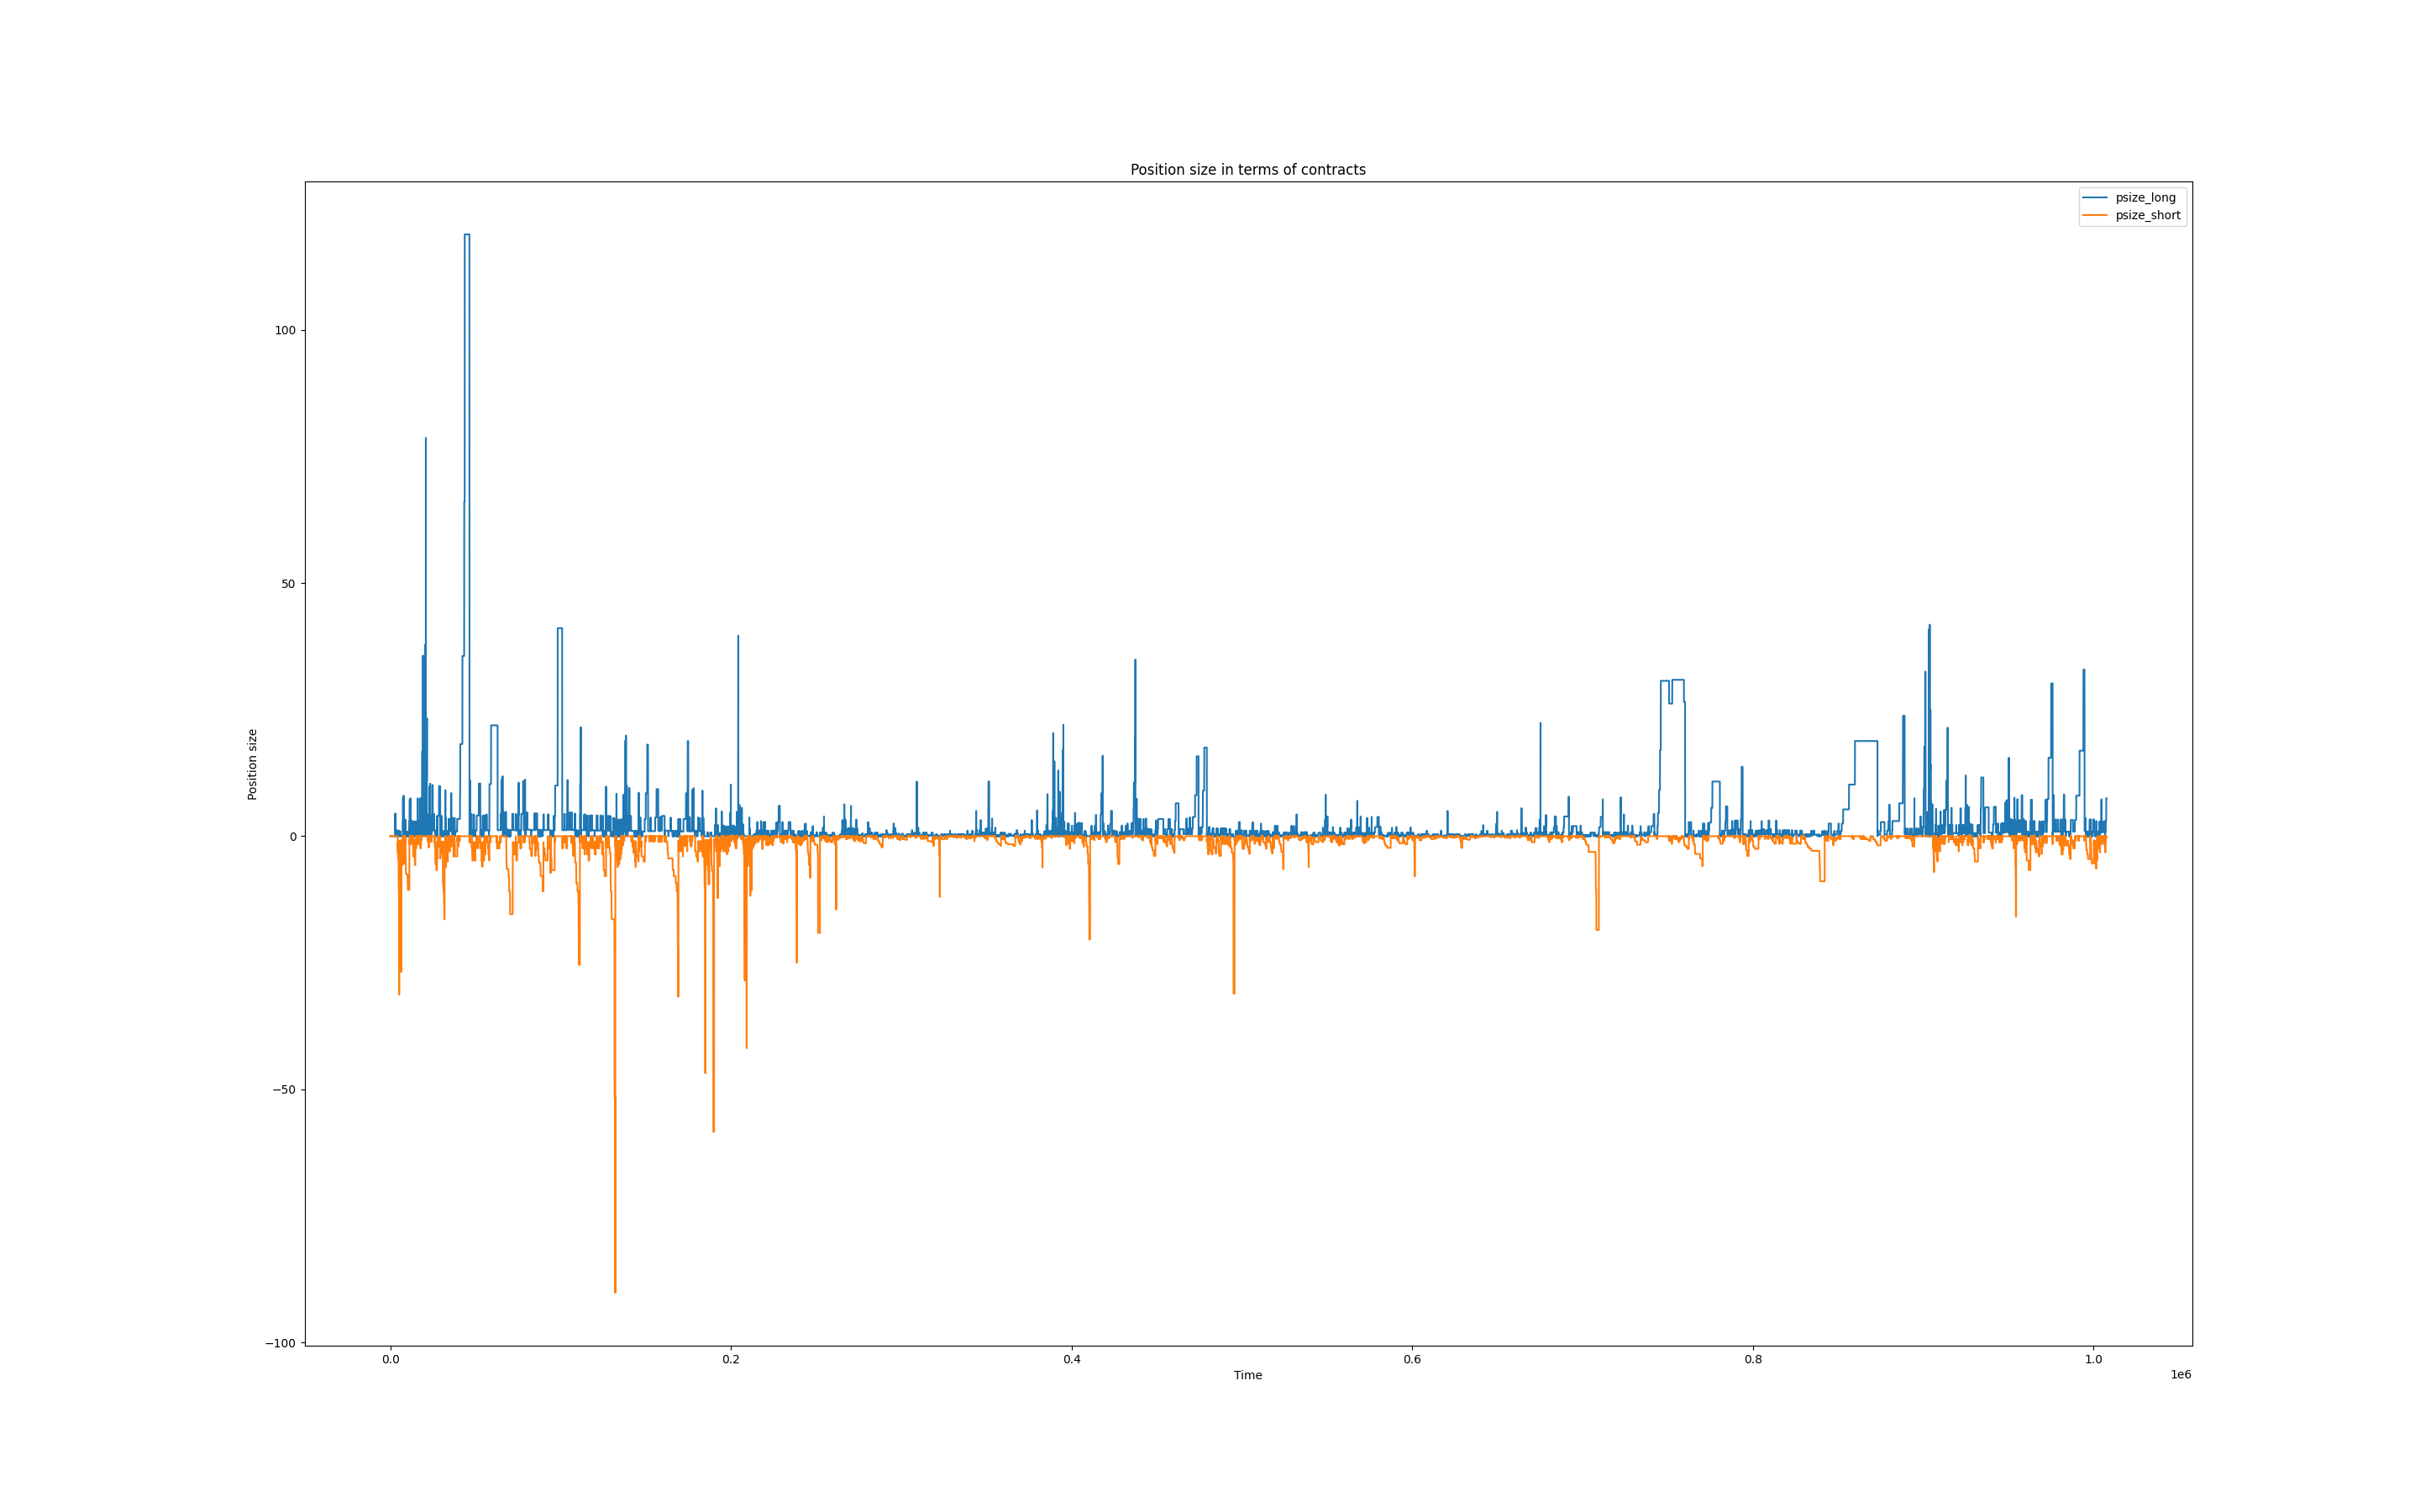 Position size in terms of contracts
psize_long
psize_short
100
50
0
−50
−100
Position size
0.0
0.2
0.4
0.6
0.8
1.0
Time
1e6